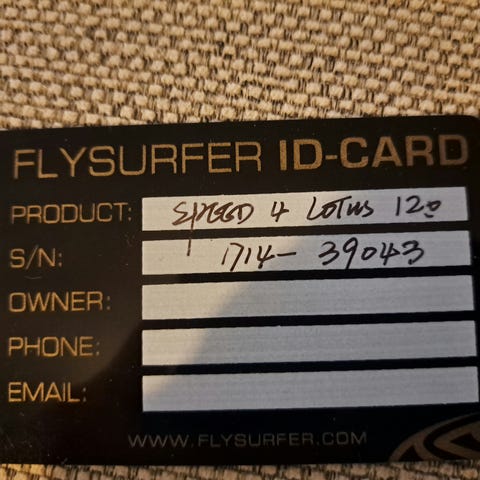 FLYSURFER ID-CARD
PRODUCT: SPEED 4 LOTUS 12.0
S/N: 1714-39043
OWNER:
PHONE:
EMAIL:
WWW.FLYSURFER.COM